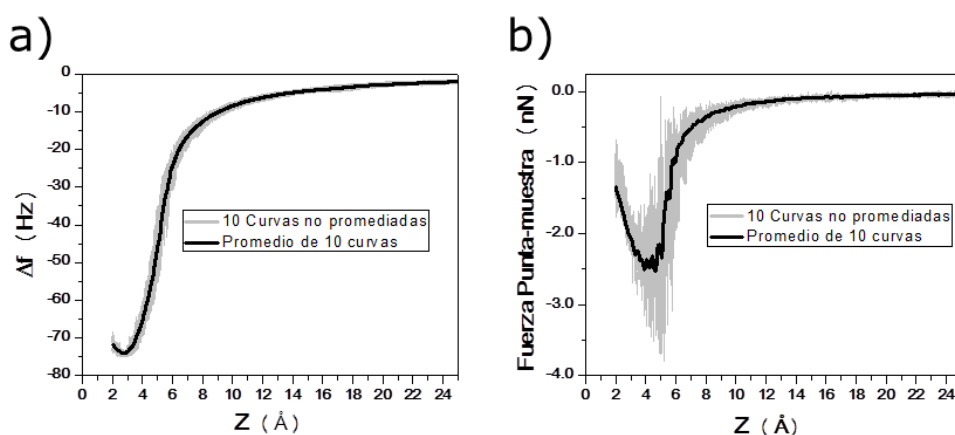 a)
0
-10
-20
-30
-40
-50
-60
-70
-80
Δf (Hz)
10 Curvas no promediadas
Promedio de 10 curvas
0 2 4 6 8 10 12 14 16 18 20 22 24
Z (Å)
b)
0.0
-1.0
-2.0
-3.0
-4.0
Fuerza Punta-muestra (nN)
10 Curvas no promediadas
Promedio de 10 curvas
0 2 4 6 8 10 12 14 16 18 20 22 24
Z (Å)